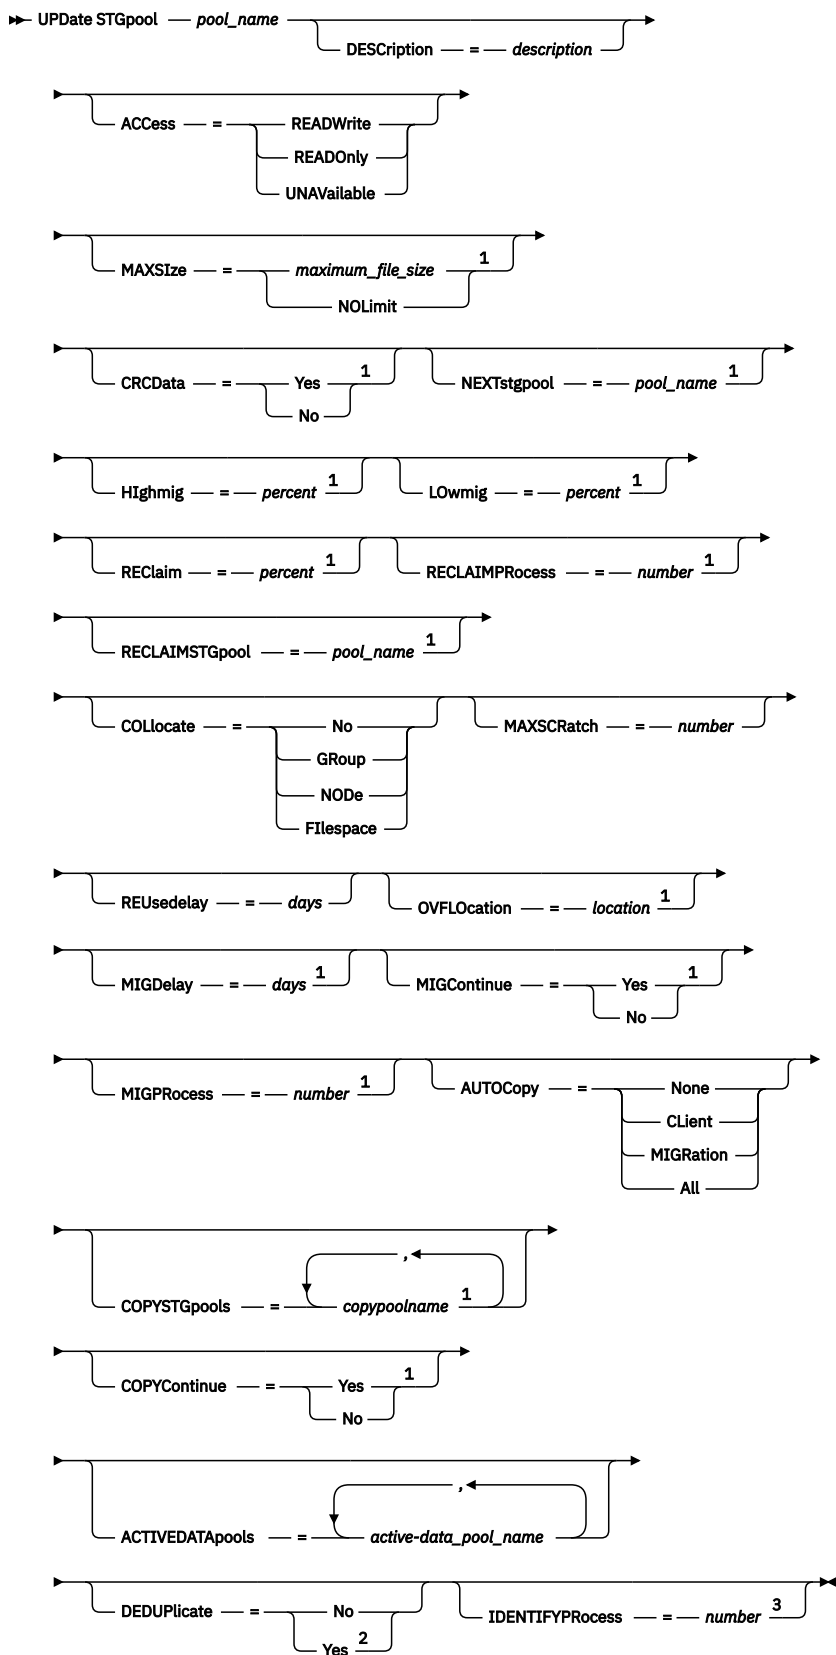 UPDate STGpool — pool_name
DESCription = description
ACCess = READWrite
READOnly
UNAVailable
MAXSIze = maximum_file_size 1
NOLimit
CRCData = Yes 1 NEXTstgpool = pool_name 1
No
HIghmig = percent 1 LOwmig = percent 1
REClaim = percent 1 RECLAIMPRocess = number 1
RECLAIMSTGpool = pool_name 1
COLlocate = No MAXSCRatch = number
GRoup
NODe
FIlespace
REUsedelay = days OVFLOcation = location 1
MIGDelay = days 1 MIGContinue = Yes 1
No
MIGPRocess = number 1 AUTOCopy = None
CLient
MIGRation
All
,
COPYSTGpools = copypoolname 1
COPYContinue = Yes 1
No
,
ACTIVEDATApools = active-data_pool_name
DEDUPlicate = No IDENTIFYPRocess = number 3
Yes 2